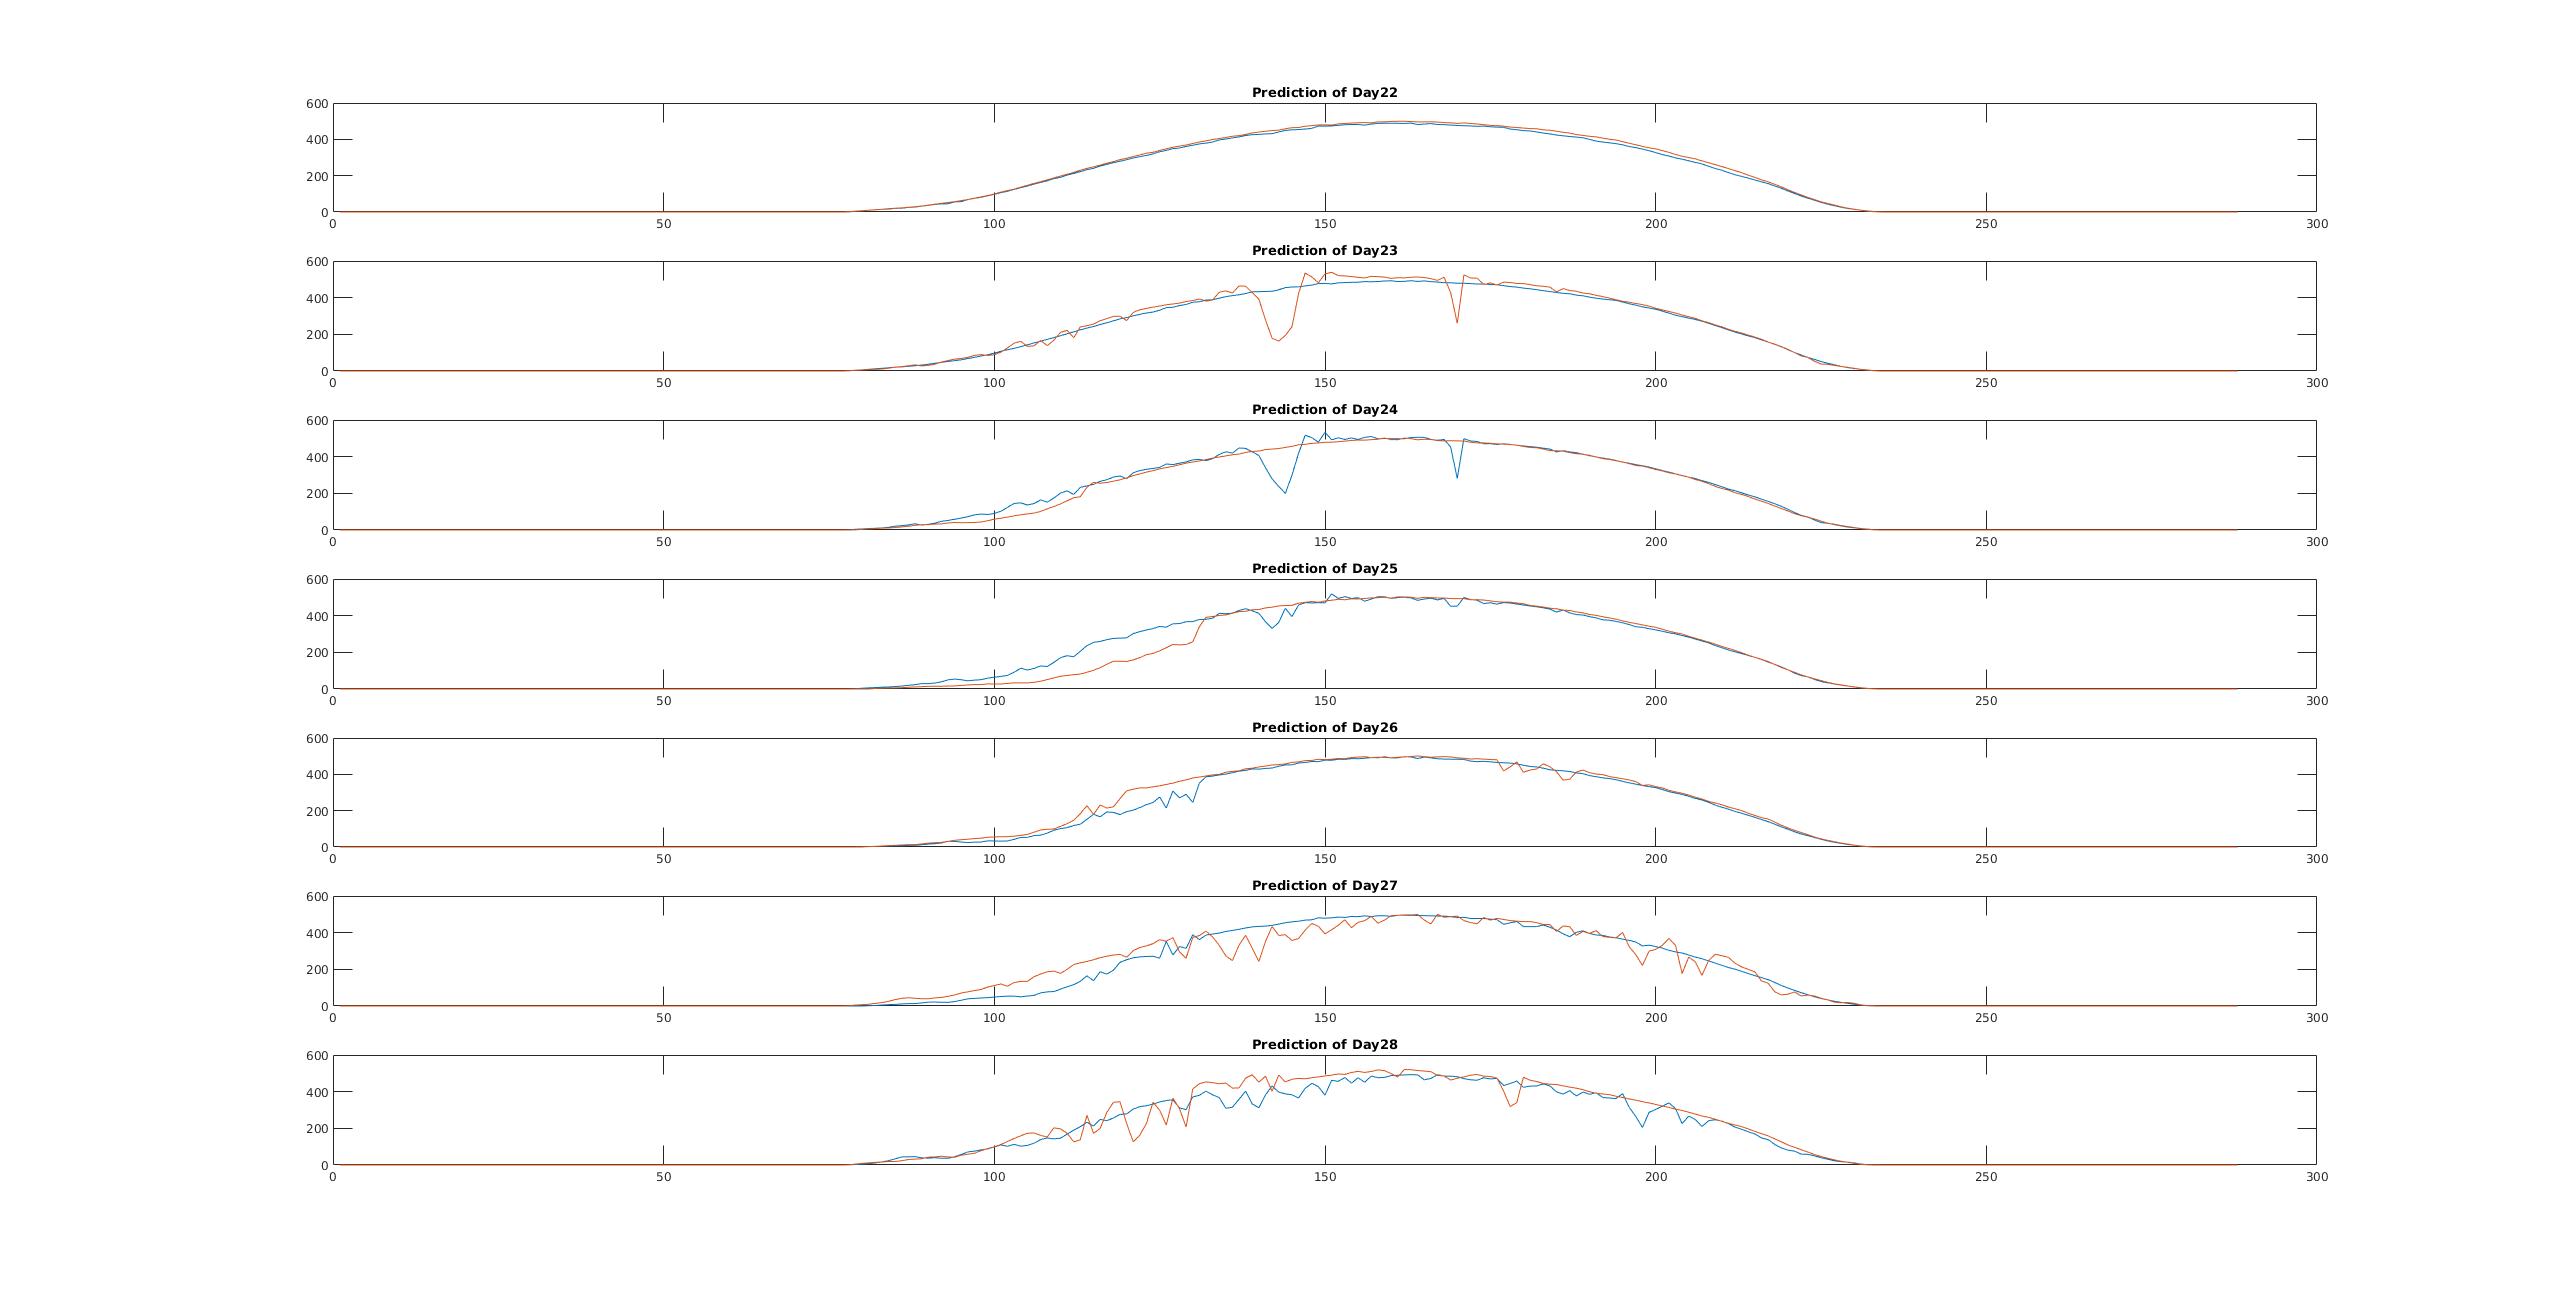 Prediction of Day22
600
400
200
0
0 50 100 150 200 250 300
Prediction of Day23
600
400
200
0
0 50 100 150 200 250 300
Prediction of Day24
600
400
200
0
0 50 100 150 200 250 300
Prediction of Day25
600
400
200
0
0 50 100 150 200 250 300
Prediction of Day26
600
400
200
0
0 50 100 150 200 250 300
Prediction of Day27
600
400
200
0
0 50 100 150 200 250 300
Prediction of Day28
600
400
200
0
0 50 100 150 200 250 300